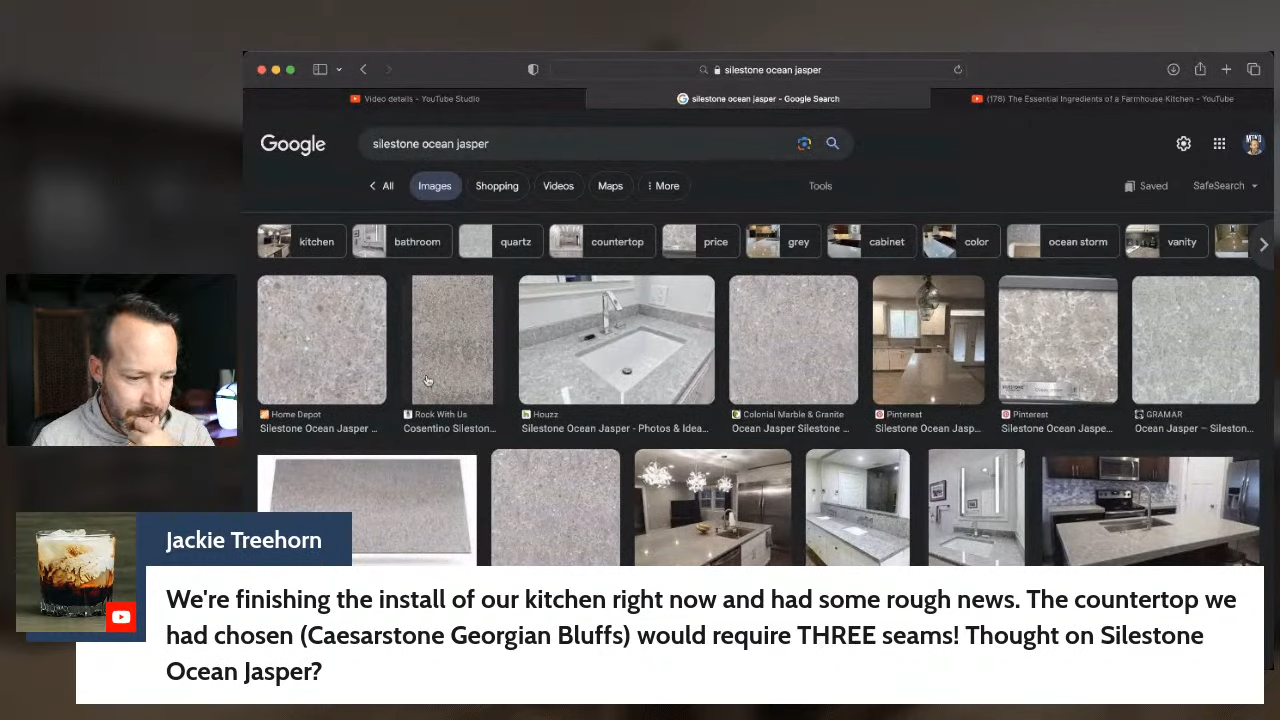 silestone ocean jasper
Video details - YouTube Studio
silestone ocean jasper - Google Search
(178) The Essential Ingredients of a Farmhouse Kitchen - YouTube
Google
silestone ocean jasper
All
Images
Shopping
Videos
Maps
More
Tools
Saved
SafeSearch
kitchen
bathroom
quartz
countertop
price
grey
cabinet
color
ocean storm
vanity
Home Depot
Silestone Ocean Jasper ...
Rock With Us
Cosentino Sileston...
Houzz
Silestone Ocean Jasper - Photos & Idea...
Colonial Marble & Granite
Ocean Jasper Silestone ...
Pinterest
Silestone Ocean Jasp...
Pinterest
Silestone Ocean Jaspe...
GRAMAR
Ocean Jasper – Sileston...
Jackie Treehorn
We're finishing the install of our kitchen right now and had some rough news. The countertop we
had chosen (Caesarstone Georgian Bluffs) would require THREE seams! Thought on Silestone
Ocean Jasper?